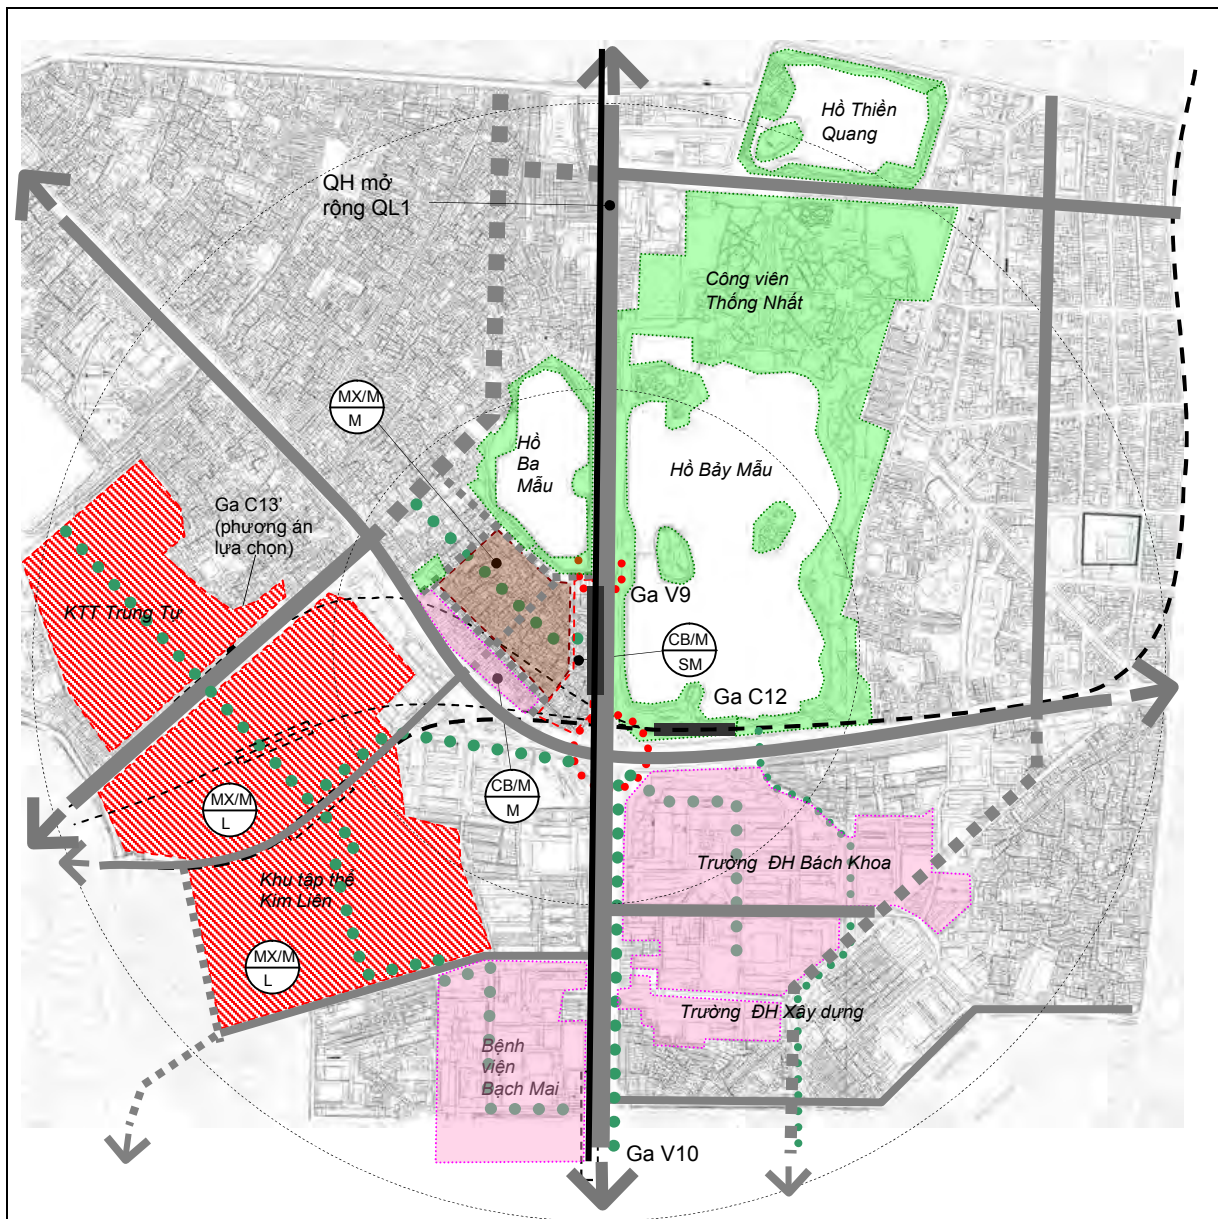 Hồ Thiền
Quang
QH mở
rộng QL1
Công viên
Thống Nhất
MX/M
M
Hồ
Ba
Mẫu
Hồ Bảy Mẫu
Ga C13'
(phương án
lựa chọn)
Ga V9
KTT Trung Tự
CB/M
SM
Ga C12
CB/M
M
MX/M
L
Trường ĐH Bách Khoa
Khu tập thể
Kim Liên
MX/M
L
Trường ĐH Xây dựng
Bệnh
viện
Bạch Mai
Ga V10